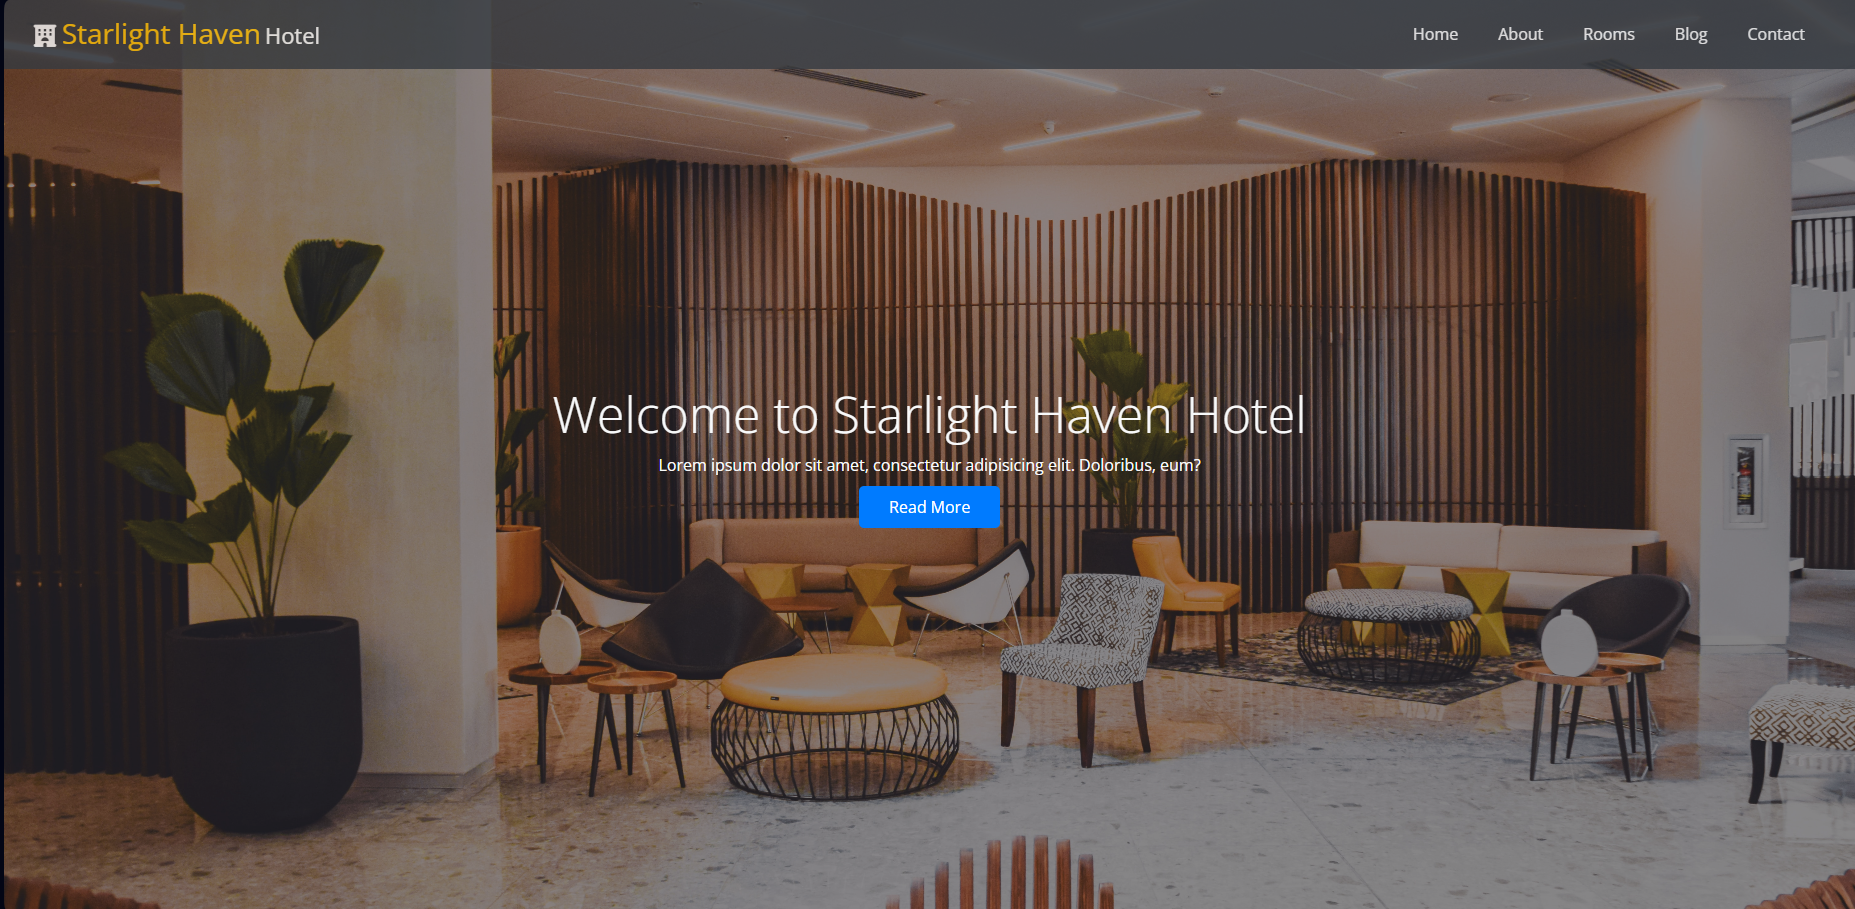 Starlight Haven Hotel
Home About Rooms Blog Contact
Welcome to Starlight Haven Hotel
Lorem ipsum dolor sit amet, consectetur adipisicing elit. Doloribus, eum?
Read More